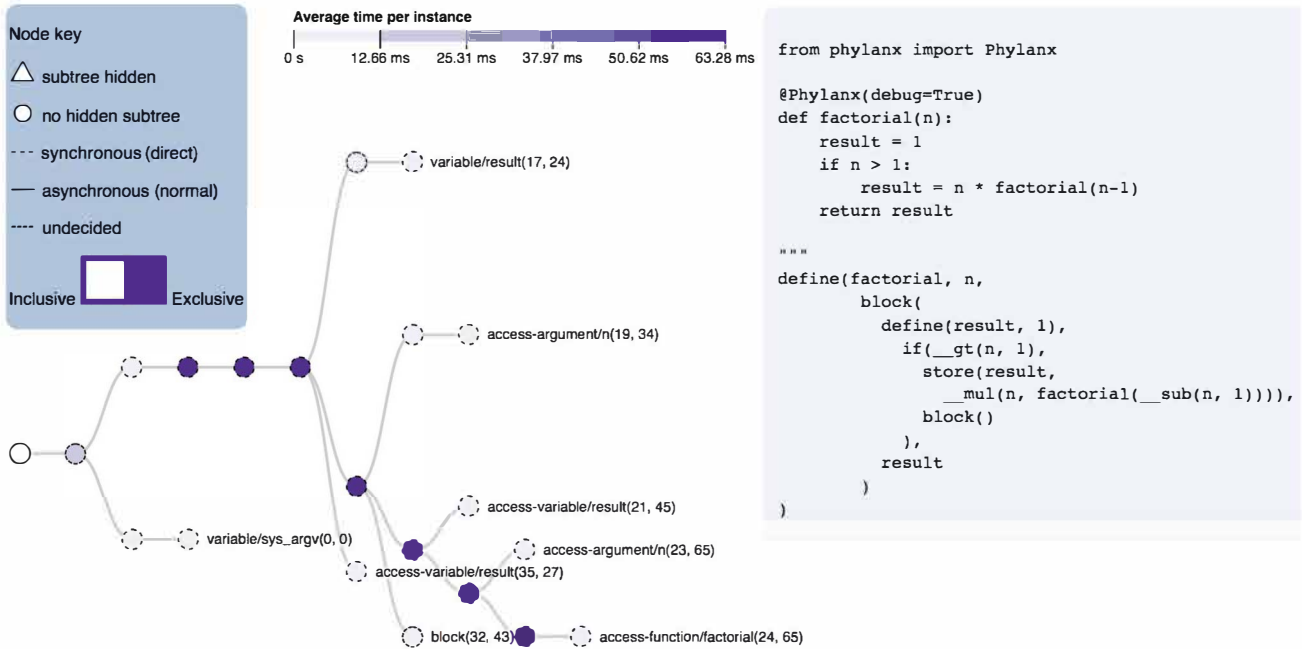 Node key
subtree hidden
no hidden subtree
synchronous (direct)
asynchronous (normal)
undecided
Inclusive Exclusive
Average time per instance
0 s 12.66 ms 25.31 ms 37.97 ms 50.62 ms 63.28 ms
variable/result(17, 24)
access-argument/n(19, 34)
access-variable/result(21, 45)
variable/sys_argv(0, 0)
access-argument/n(23, 65)
access-variable/result(35, 27)
block(32, 43)
access-function/factorial(24, 65)
from phylanx import Phylanx
@Phylanx(debug=True)
def factorial(n):
    result = 1
    if n > 1:
        result = n * factorial(n-1)
    return result
"""
define(factorial, n,
        block(
          define(result, 1),
            if(__gt(n, 1),
              store(result,
                __mul(n, factorial(__sub(n, 1)))),
              block()
            ),
          result
        )
)